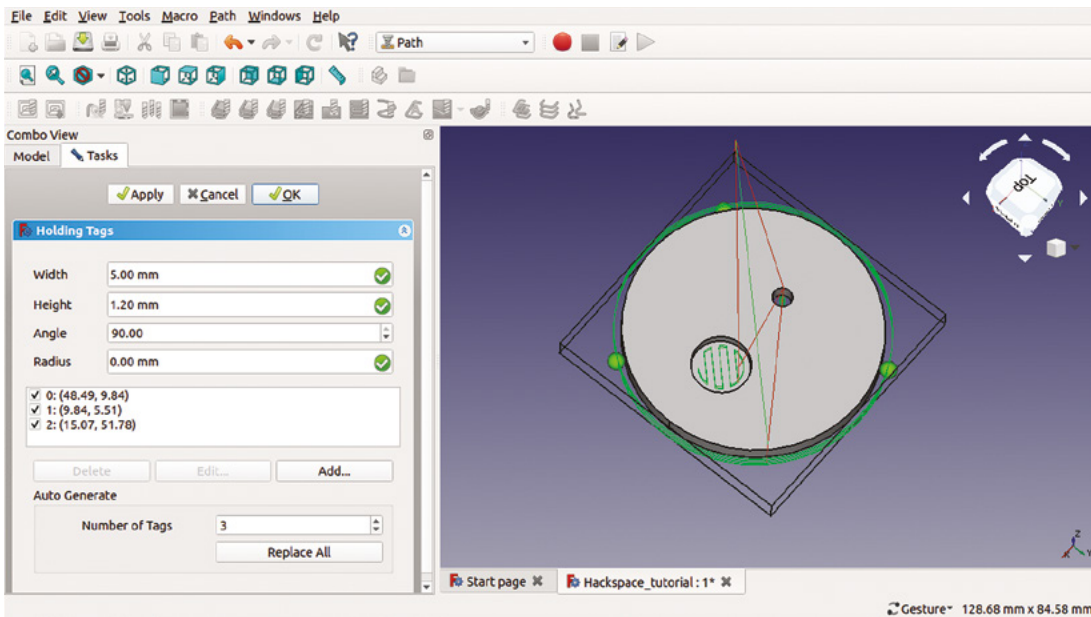 File Edit View Tools Macro Path Windows Help
Path
Combo View
Model Tasks
Apply Cancel OK
Holding Tags
Width 5.00 mm
Height 1.20 mm
Angle 90.00
Radius 0.00 mm
0: (48.49, 9.84)
1: (9.84, 5.51)
2: (15.07, 51.78)
Delete Edit... Add...
Auto Generate
Number of Tags 3
Replace All
TOP
Z
X Y
Start page Hackspace_tutorial : 1*
Gesture 128.68 mm x 84.58 mm